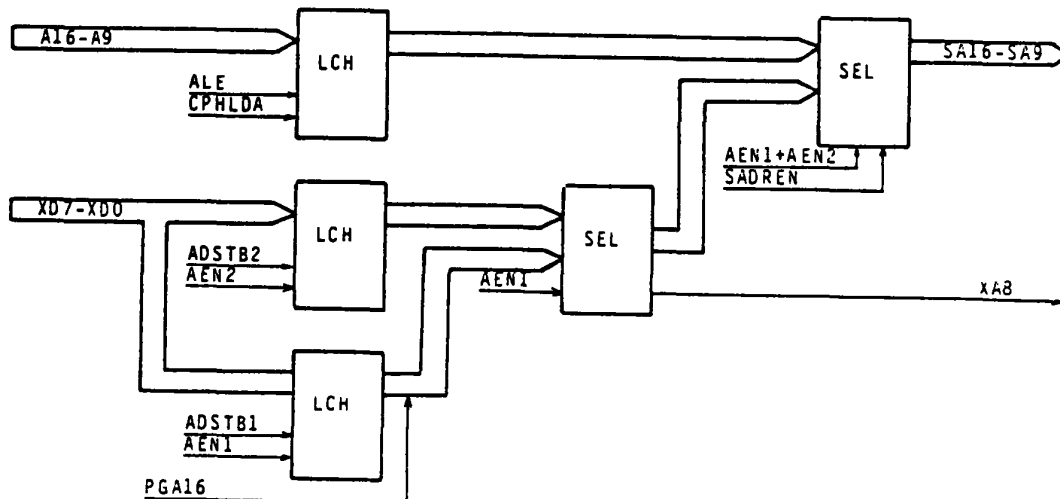 A16-A9
LCH
SEL
SA16-SA9
ALE
CPHLDA
AEN1+AEN2
SADREN
XD7-XD0
LCH
SEL
ADSTB2
AEN2
AEN1
XA8
LCH
ADSTB1
AEN1
PGA16